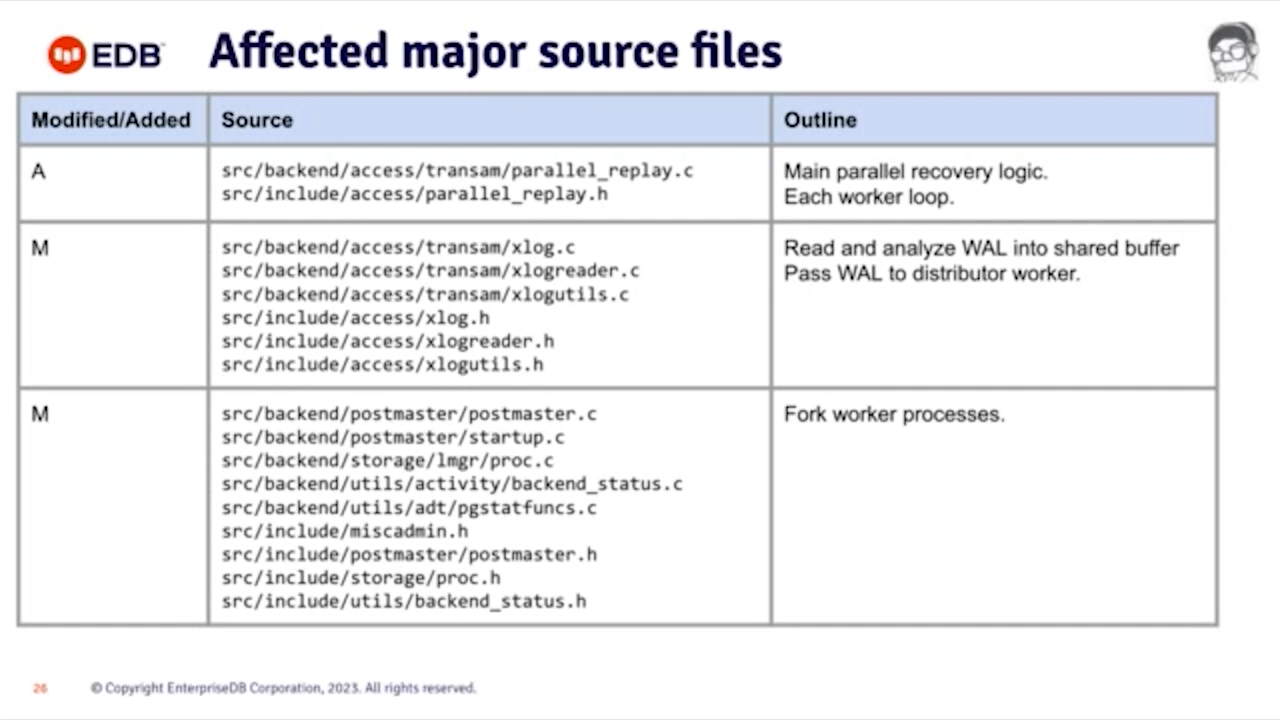 EDB
Affected major source files
Modified/Added
Source
Outline
A
src/backend/access/transam/parallel_replay.c
src/include/access/parallel_replay.h
Main parallel recovery logic.
Each worker loop.
M
src/backend/access/transam/xlog.c
src/backend/access/transam/xlogreader.c
src/backend/access/transam/xlogutils.c
src/include/access/xlog.h
src/include/access/xlogreader.h
src/include/access/xlogutils.h
Read and analyze WAL into shared buffer
Pass WAL to distributor worker.
M
src/backend/postmaster/postmaster.c
src/backend/postmaster/startup.c
src/backend/storage/lmgr/proc.c
src/backend/utils/activity/backend_status.c
src/backend/utils/adt/pgstatfuncs.c
src/include/miscadmin.h
src/include/postmaster/postmaster.h
src/include/storage/proc.h
src/include/utils/backend_status.h
Fork worker processes.
26
© Copyright EnterpriseDB Corporation, 2023. All rights reserved.